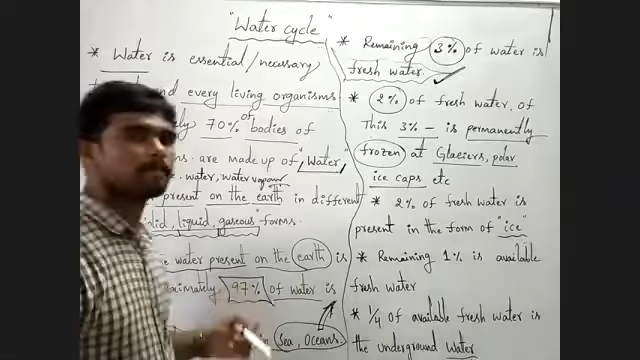 "Water cycle"
* Water is essential/necessary
and every living organisms
70% of bodies of
are made up of "Water"
water, water vapour
present on the earth in different
liquid, gaseous" forms.
water present on the earth is
97% of water is
Sea, Oceans.
* Remaining 3% of water is
fresh water.
* 2% of fresh water of
This 3% – is permanently
frozen at Glaciers, polar
ice caps etc
* 2% of fresh water is
present in the form of "ice"
* Remaining 1% is available
fresh water
* 1/4 of available fresh water is
the underground water